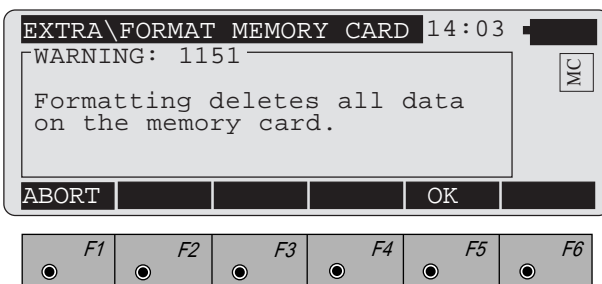 EXTRA\FORMAT MEMORY CARD 14:03
WARNING: 1151
MC
Formatting deletes all data
on the memory card.
ABORT OK
F1 F2 F3 F4 F5 F6